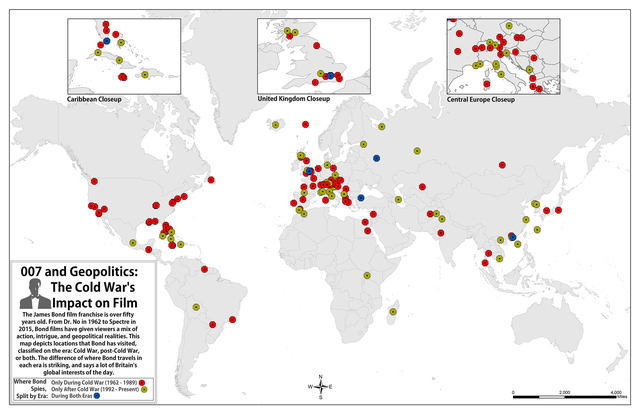 Caribbean Closeup
United Kingdom Closeup
Central Europe Closeup
007 and Geopolitics:
The Cold War's
Impact on Film
The James Bond film franchise is over fifty
years old. From Dr. No in 1962 to Spectre in
2015, Bond films have given viewers a mix of
action, intrigue, and geopolitical realities. This
map depicts locations that Bond has visited,
classified on the era: Cold War, post-Cold War,
or both. The difference of where Bond travels in
each era is striking, and says a lot of Britain's
global interests of the day.
Where Bond
Spies,
Split by Era:
Only During Cold War (1962 - 1989)
Only After Cold War (1992 - Present)
During Both Eras
N
W E
S
0 2,000 4,000
Miles